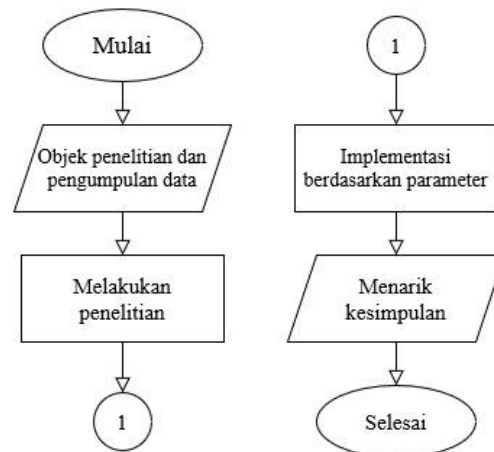 Mulai
Objek penelitian dan
pengumpulan data
Melakukan
penelitian
1
1
Implementasi
berdasarkan parameter
Menarik
kesimpulan
Selesai